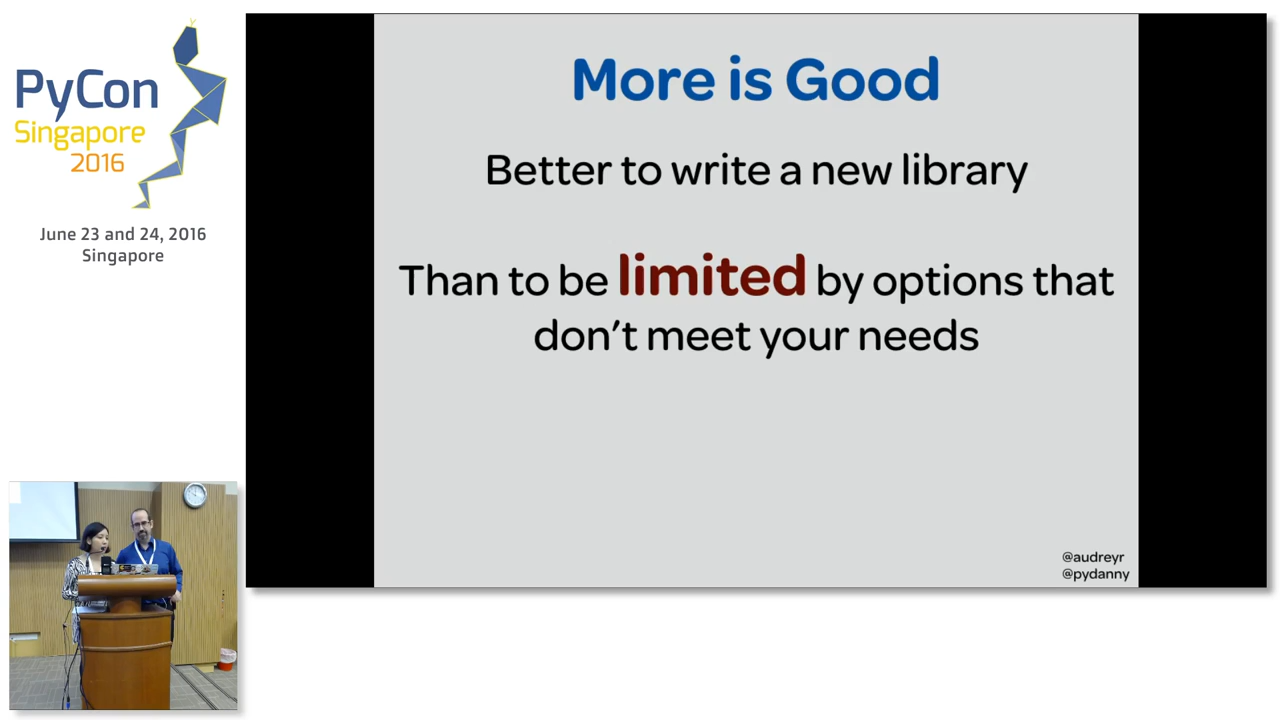 PyCon
Singapore
2016
June 23 and 24, 2016
Singapore
More is Good
Better to write a new library
Than to be limited by options that
don't meet your needs
@audreyr
@pydanny